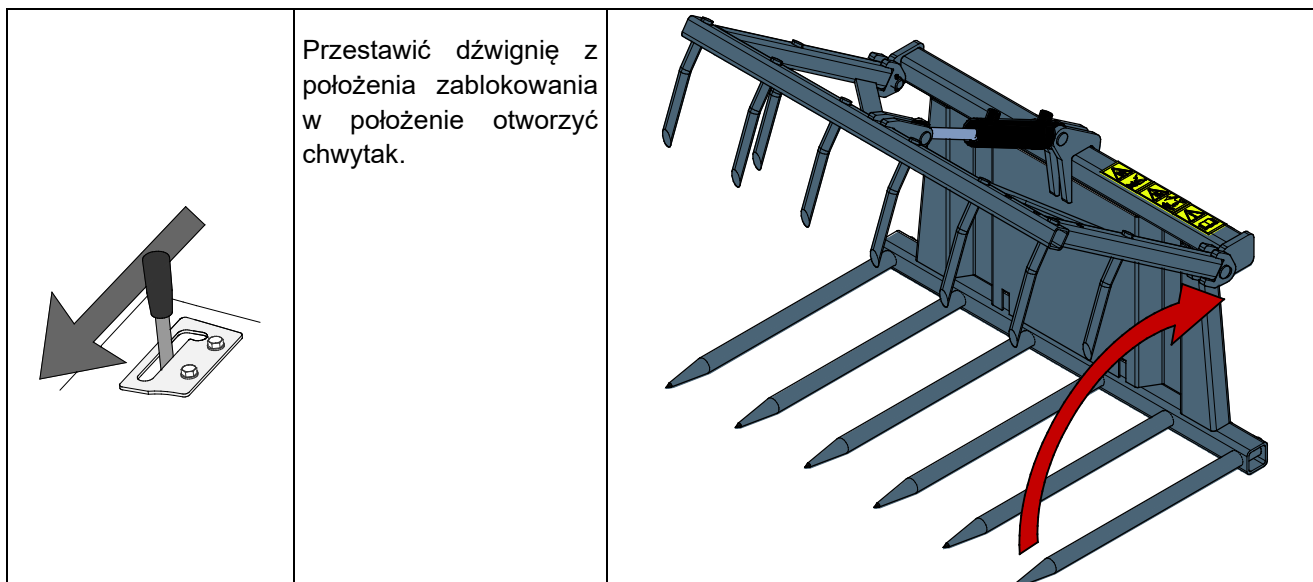 Przestawić dźwignię z
położenia zablokowania
w położenie otworzyć
chwytak.